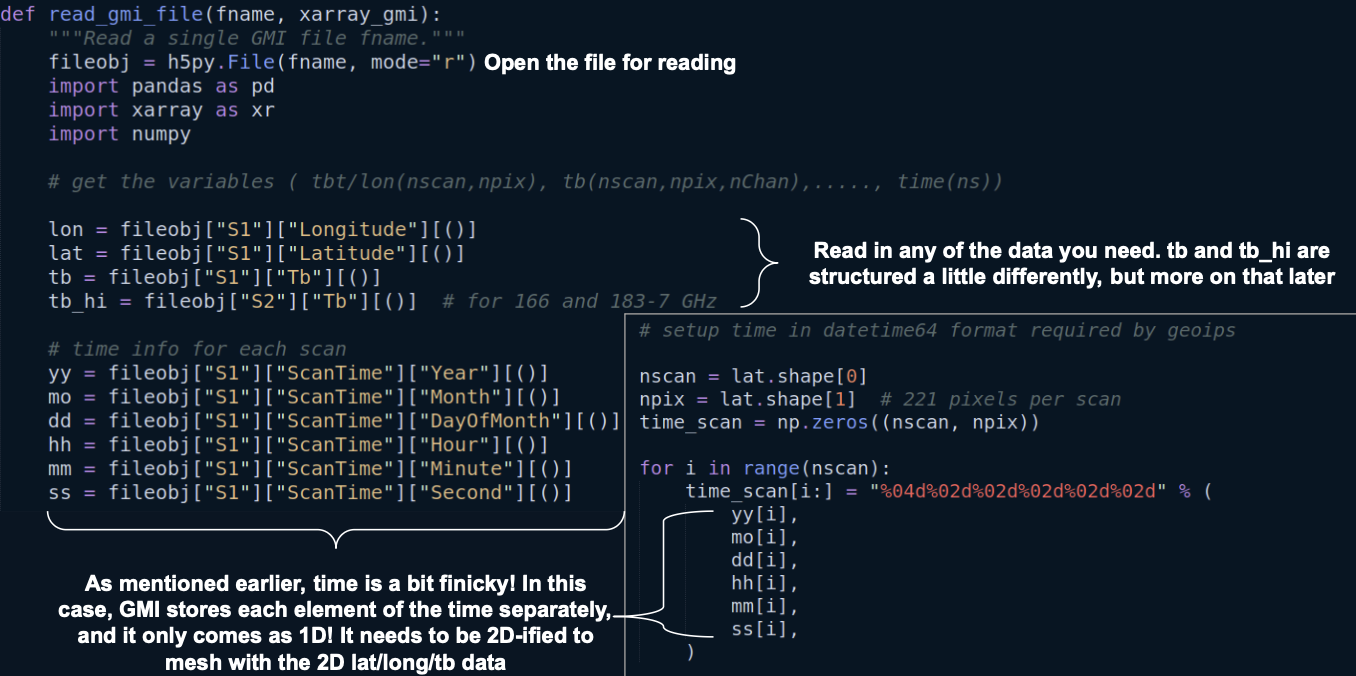 def read_gmi_file(fname, xarray_gmi):
"""Read a single GMI file fname."""
fileobj = h5py.File(fname, mode="r") Open the file for reading
import pandas as pd
import xarray as xr
import numpy
# get the variables ( tbt/lon(nscan,npix), tb(nscan,npix,nChan),....., time(ns))
lon = fileobj["S1"]["Longitude"][()]
lat = fileobj["S1"]["Latitude"][()]
tb = fileobj["S1"]["Tb"][()]
tb_hi = fileobj["S2"]["Tb"][()]  # for 166 and 183-7 GHz
Read in any of the data you need. tb and tb_hi are
structured a little differently, but more on that later
# time info for each scan
yy = fileobj["S1"]["ScanTime"]["Year"][()]
mo = fileobj["S1"]["ScanTime"]["Month"][()]
dd = fileobj["S1"]["ScanTime"]["DayOfMonth"][()]
hh = fileobj["S1"]["ScanTime"]["Hour"][()]
mm = fileobj["S1"]["ScanTime"]["Minute"][()]
ss = fileobj["S1"]["ScanTime"]["Second"][()]
As mentioned earlier, time is a bit finicky! In this
case, GMI stores each element of the time separately,
and it only comes as 1D! It needs to be 2D-ified to
mesh with the 2D lat/long/tb data
# setup time in datetime64 format required by geoips
nscan = lat.shape[0]
npix = lat.shape[1]  # 221 pixels per scan
time_scan = np.zeros((nscan, npix))
for i in range(nscan):
time_scan[i:] = "%04d%02d%02d%02d%02d%02d" % (
yy[i],
mo[i],
dd[i],
hh[i],
mm[i],
ss[i],
)